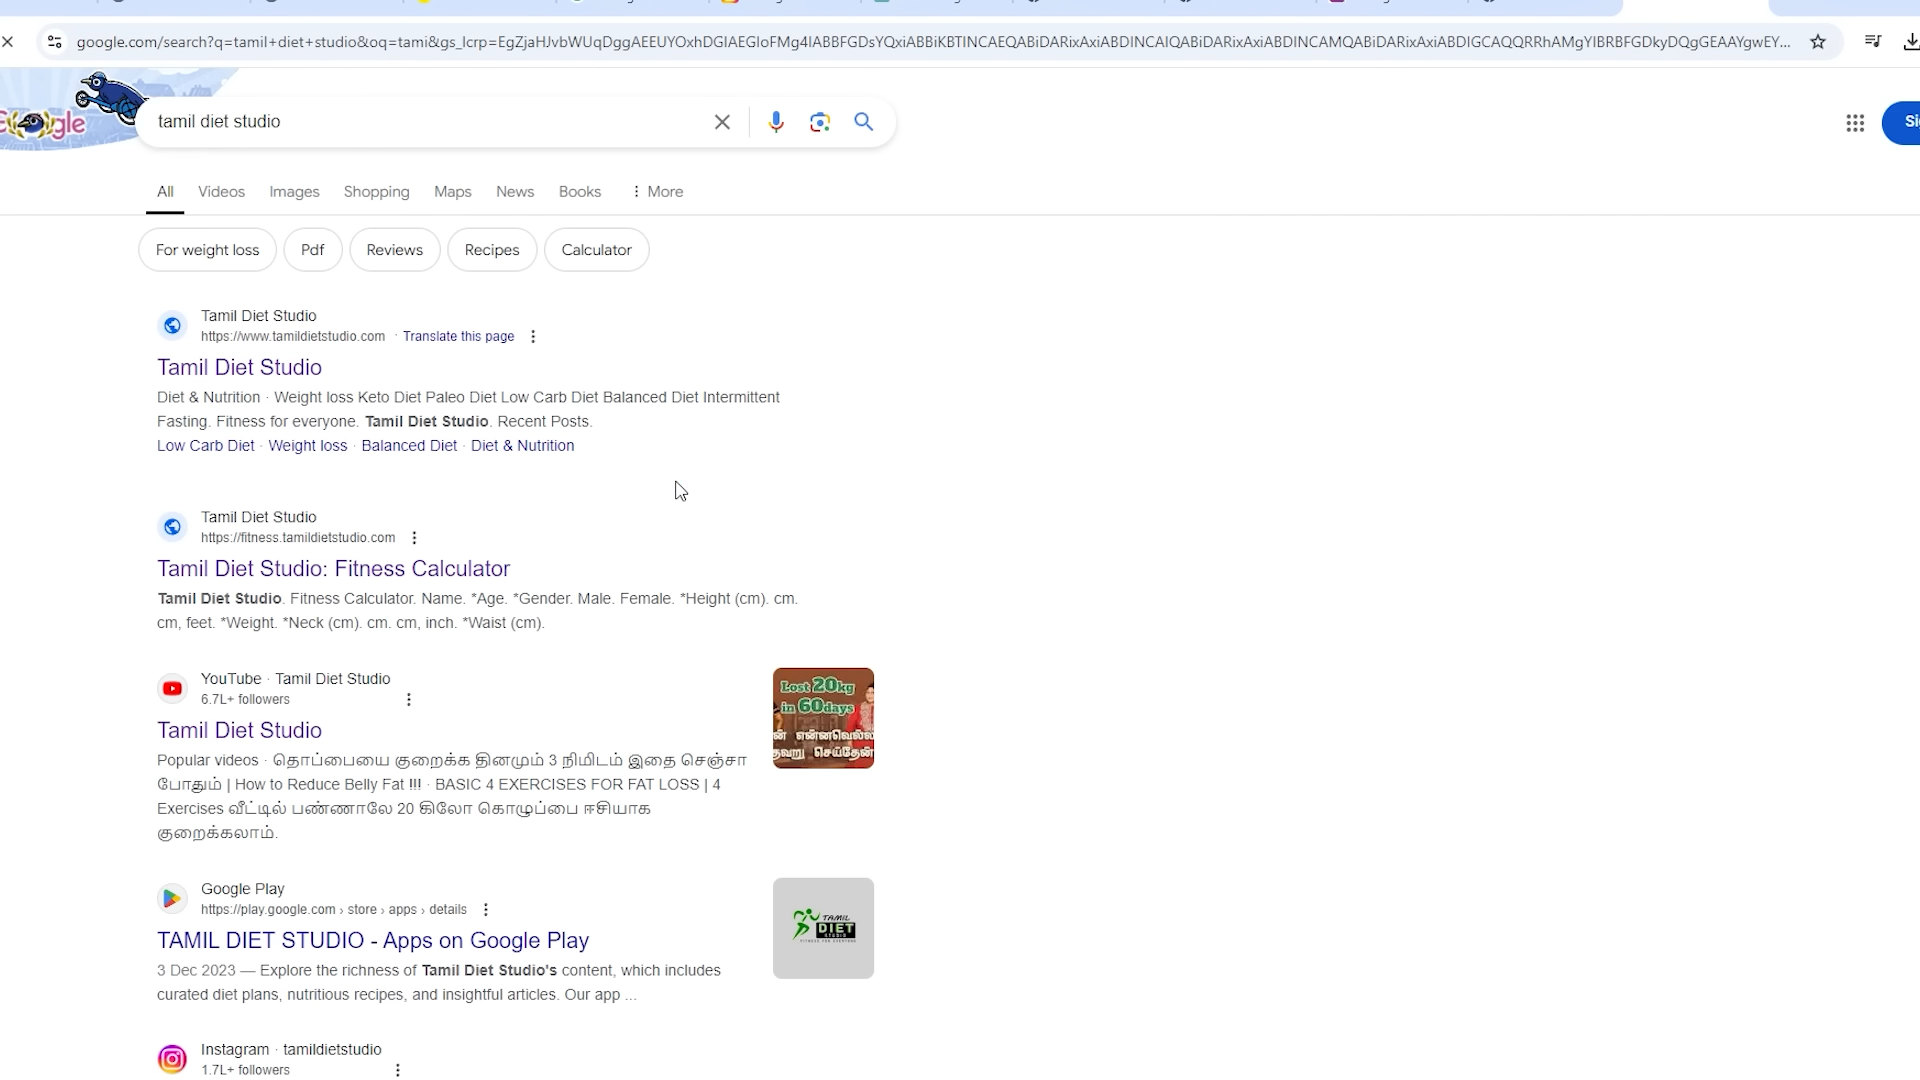 google.com/search?q=tamil+diet+studio&oq=tami&gs_lcrp=EgZjaHJvbWUqDggAEEUYOxhDGIAEGIoFMg4IABBFGDsYQxiABBiKBTINCAEQABiDARixAxiABDINCAIQABiDARixAxiABDINCAMQABiDARixAxiABDIGCAQQRRhAMgYIBRBFGDkyDQgGEAAYgwEY...
tamil diet studio
All Videos Images Shopping Maps News Books More
For weight loss Pdf Reviews Recipes Calculator
Tamil Diet Studio
https://www.tamildietstudio.com · Translate this page
Tamil Diet Studio
Diet & Nutrition · Weight loss Keto Diet Paleo Diet Low Carb Diet Balanced Diet Intermittent
Fasting. Fitness for everyone. Tamil Diet Studio. Recent Posts.
Low Carb Diet · Weight loss · Balanced Diet · Diet & Nutrition
Tamil Diet Studio
https://fitness.tamildietstudio.com
Tamil Diet Studio: Fitness Calculator
Tamil Diet Studio. Fitness Calculator. Name. *Age. *Gender. Male. Female. *Height (cm). cm.
cm, feet. *Weight. *Neck (cm). cm. cm, inch. *Waist (cm).
YouTube · Tamil Diet Studio
6.7L+ followers
Tamil Diet Studio
Popular videos · தொப்பையை குறைக்க தினமும் 3 நிமிடம் இதை செஞ்சா
போதும் | How to Reduce Belly Fat !!! · BASIC 4 EXERCISES FOR FAT LOSS | 4
Exercises வீட்டில் பண்ணாலே 20 கிலோ கொழுப்பை ஈசியாக
குறைக்கலாம்.
Lost 20kg
in 60days
என்னவெல்ல
தவறு செய்தேன்
Google Play
https://play.google.com › store › apps › details
TAMIL DIET STUDIO - Apps on Google Play
3 Dec 2023 — Explore the richness of Tamil Diet Studio's content, which includes
curated diet plans, nutritious recipes, and insightful articles. Our app ...
TAMIL
DIET
STUDIO
FITNESS FOR EVERYONE
Instagram · tamildietstudio
1.7L+ followers